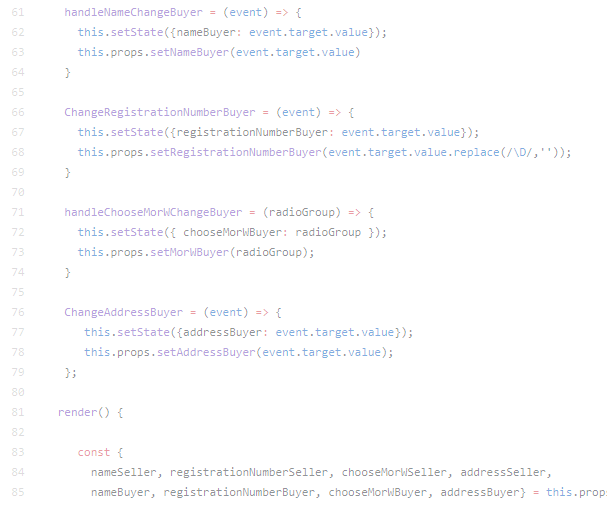 61 handleNameChangeBuyer = (event) => {
62 this.setState({nameBuyer: event.target.value});
63 this.props.setNameBuyer(event.target.value)
64 }
65
66 ChangeRegistrationNumberBuyer = (event) => {
67 this.setState({registrationNumberBuyer: event.target.value});
68 this.props.setRegistrationNumberBuyer(event.target.value.replace(/\D/,''));
69 }
70
71 handleChooseMorWChangeBuyer = (radioGroup) => {
72 this.setState({ chooseMorWBuyer: radioGroup });
73 this.props.setMorWBuyer(radioGroup);
74 }
75
76 ChangeAddressBuyer = (event) => {
77 this.setState({addressBuyer: event.target.value});
78 this.props.setAddressBuyer(event.target.value);
79 };
80
81 render() {
82
83 const {
84 nameSeller, registrationNumberSeller, chooseMorWSeller, addressSeller,
85 nameBuyer, registrationNumberBuyer, chooseMorWBuyer, addressBuyer} = this.prop